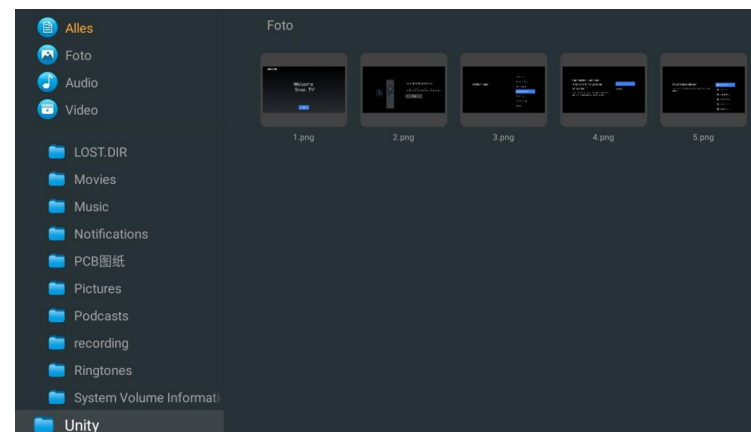 Alles
Foto
Audio
Video
LOST.DIR
Movies
Music
Notifications
PCB图纸
Pictures
Podcasts
recording
Ringtones
System Volume Informati
Unity
Foto
1.png
2.png
3.png
4.png
5.png